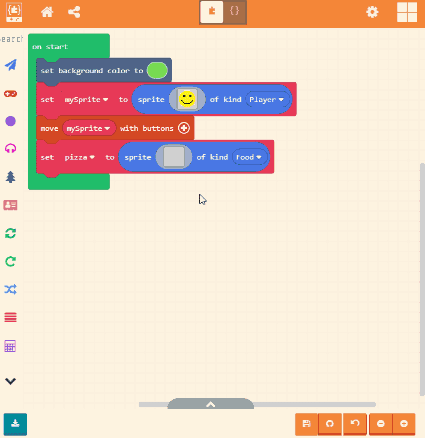 {}
Search
on start
set background color to
set mySprite ▾ to sprite of kind Player ▾
move mySprite ▾ with buttons +
set pizza ▾ to sprite of kind Food ▾